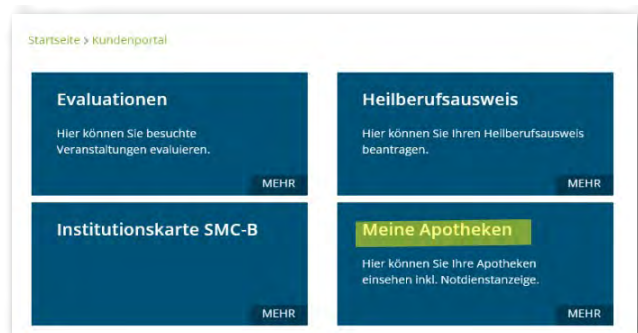 Startseite > Kundenportal
Evaluationen
Hier können Sie besuchte
Veranstaltungen evaluieren.
MEHR
Heilberufsausweis
Hier können Sie Ihren Heilberufsausweis
beantragen.
MEHR
Institutionskarte SMC-B
MEHR
Meine Apotheken
Hier können Sie Ihre Apotheken
einsehen inkl. Notdienstanzeige.
MEHR